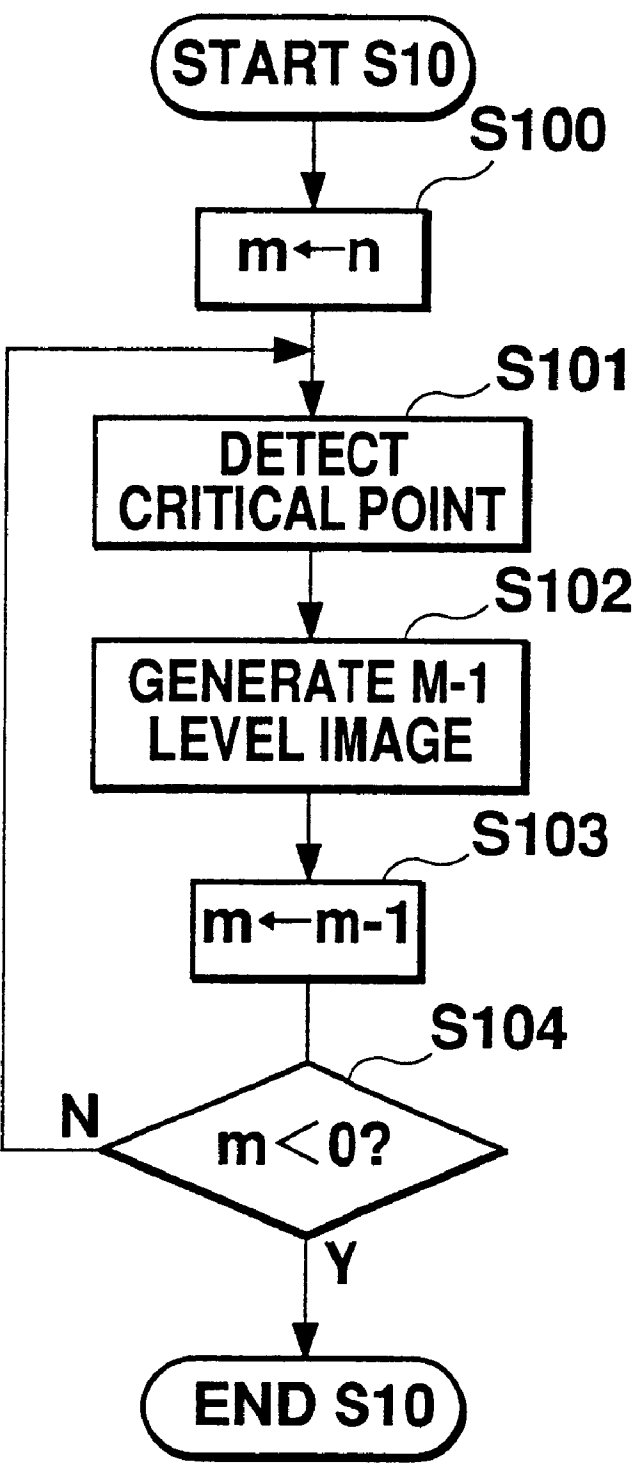 START S10
S100
m←n
S101
DETECT
CRITICAL POINT
S102
GENERATE M-1
LEVEL IMAGE
S103
m←m-1
S104
N
m<0?
Y
END S10